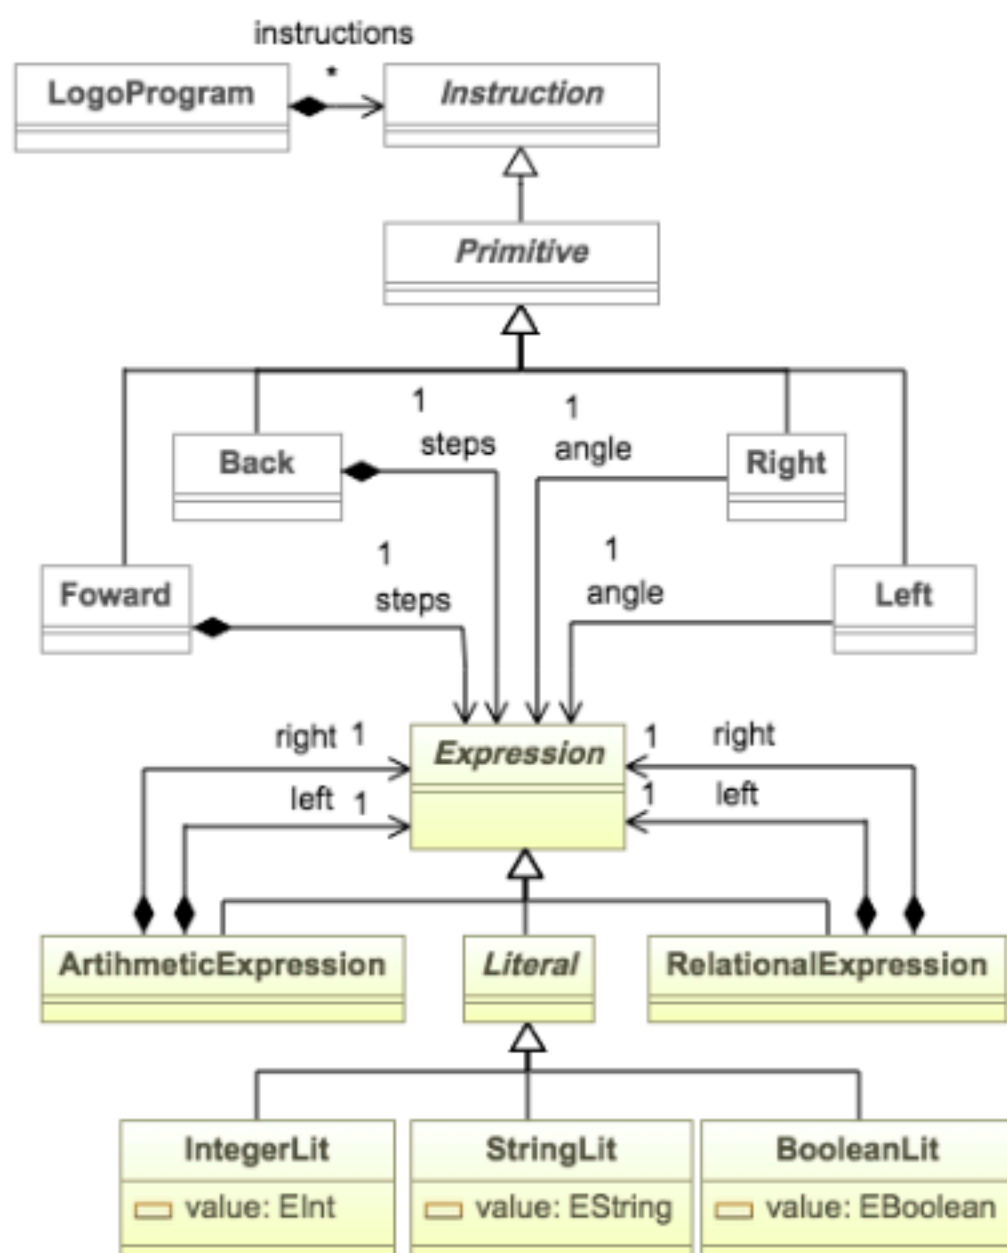 instructions
*
LogoProgram
Instruction
Primitive
1
1
steps
angle
Back
Right
1
1
steps
angle
Foward
Left
right 1
1 right
Expression
left 1
1 left
ArtihmeticExpression
Literal
RelationalExpression
IntegerLit
StringLit
BooleanLit
value: EInt
value: EString
value: EBoolean